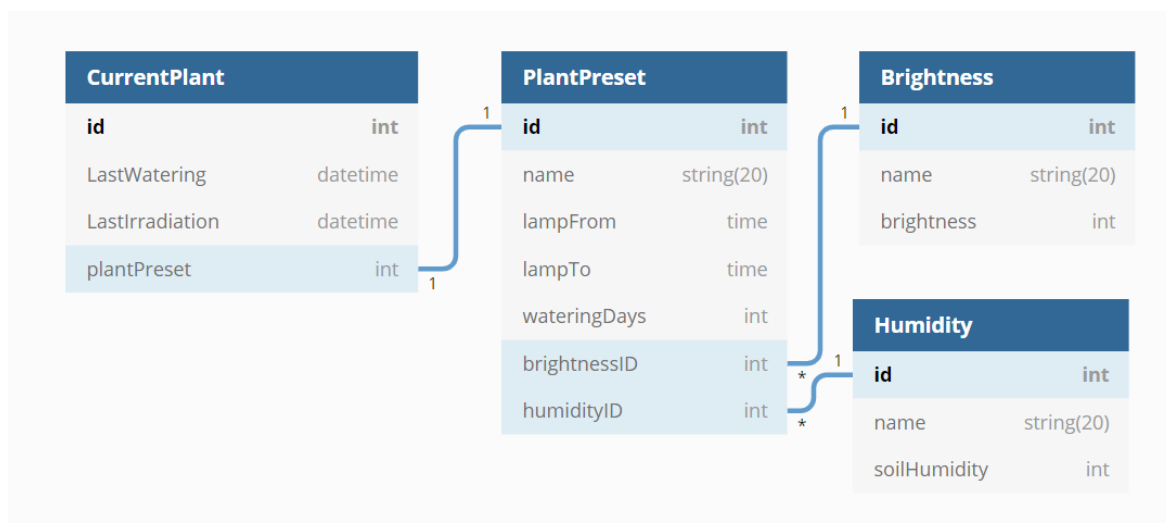 CurrentPlant
id int
LastWatering datetime
LastIrradiation datetime
plantPreset int
1
1
PlantPreset
id int
name string(20)
lampFrom time
lampTo time
wateringDays int
brightnessID int
humidityID int
*
*
1
1
Brightness
id int
name string(20)
brightness int
Humidity
id int
name string(20)
soilHumidity int